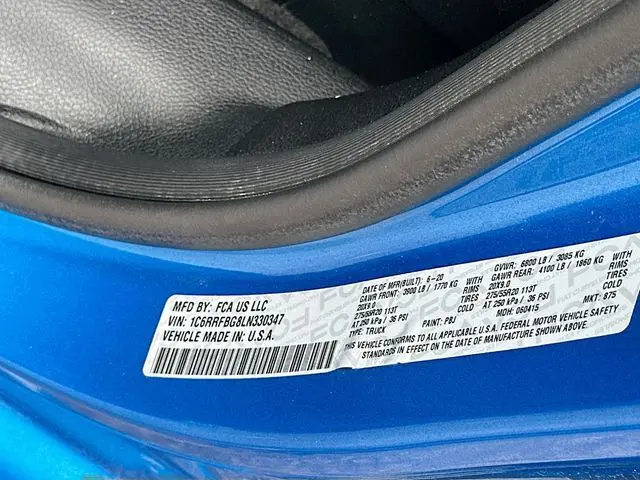 MFD BY: FCA US LLC
VIN: 1C6RRFBG8LN330347
VEHICLE MADE IN: U.S.A.
DATE OF MFR(BUILT): 6-20
GVWR: 6800 LB / 3085 KG
GAWR FRONT: 3900 LB / 1770 KG WITH
GAWR REAR: 4100 LB / 1860 KG WITH
20X9.0 RIMS
20X9.0 RIMS
275/55R20 113T TIRES
275/55R20 113T TIRES
AT 250 kPa / 36 PSI COLD
AT 250 kPa / 36 PSI COLD
TYPE: TRUCK
PAINT: PBJ
MDH: 060415
MKT: 875
THIS VEHICLE CONFORMS TO ALL APPLICABLE U.S.A. FEDERAL MOTOR VEHICLE SAFETY
STANDARDS IN EFFECT ON THE DATE OF MANUFACTURE SHOWN ABOVE.